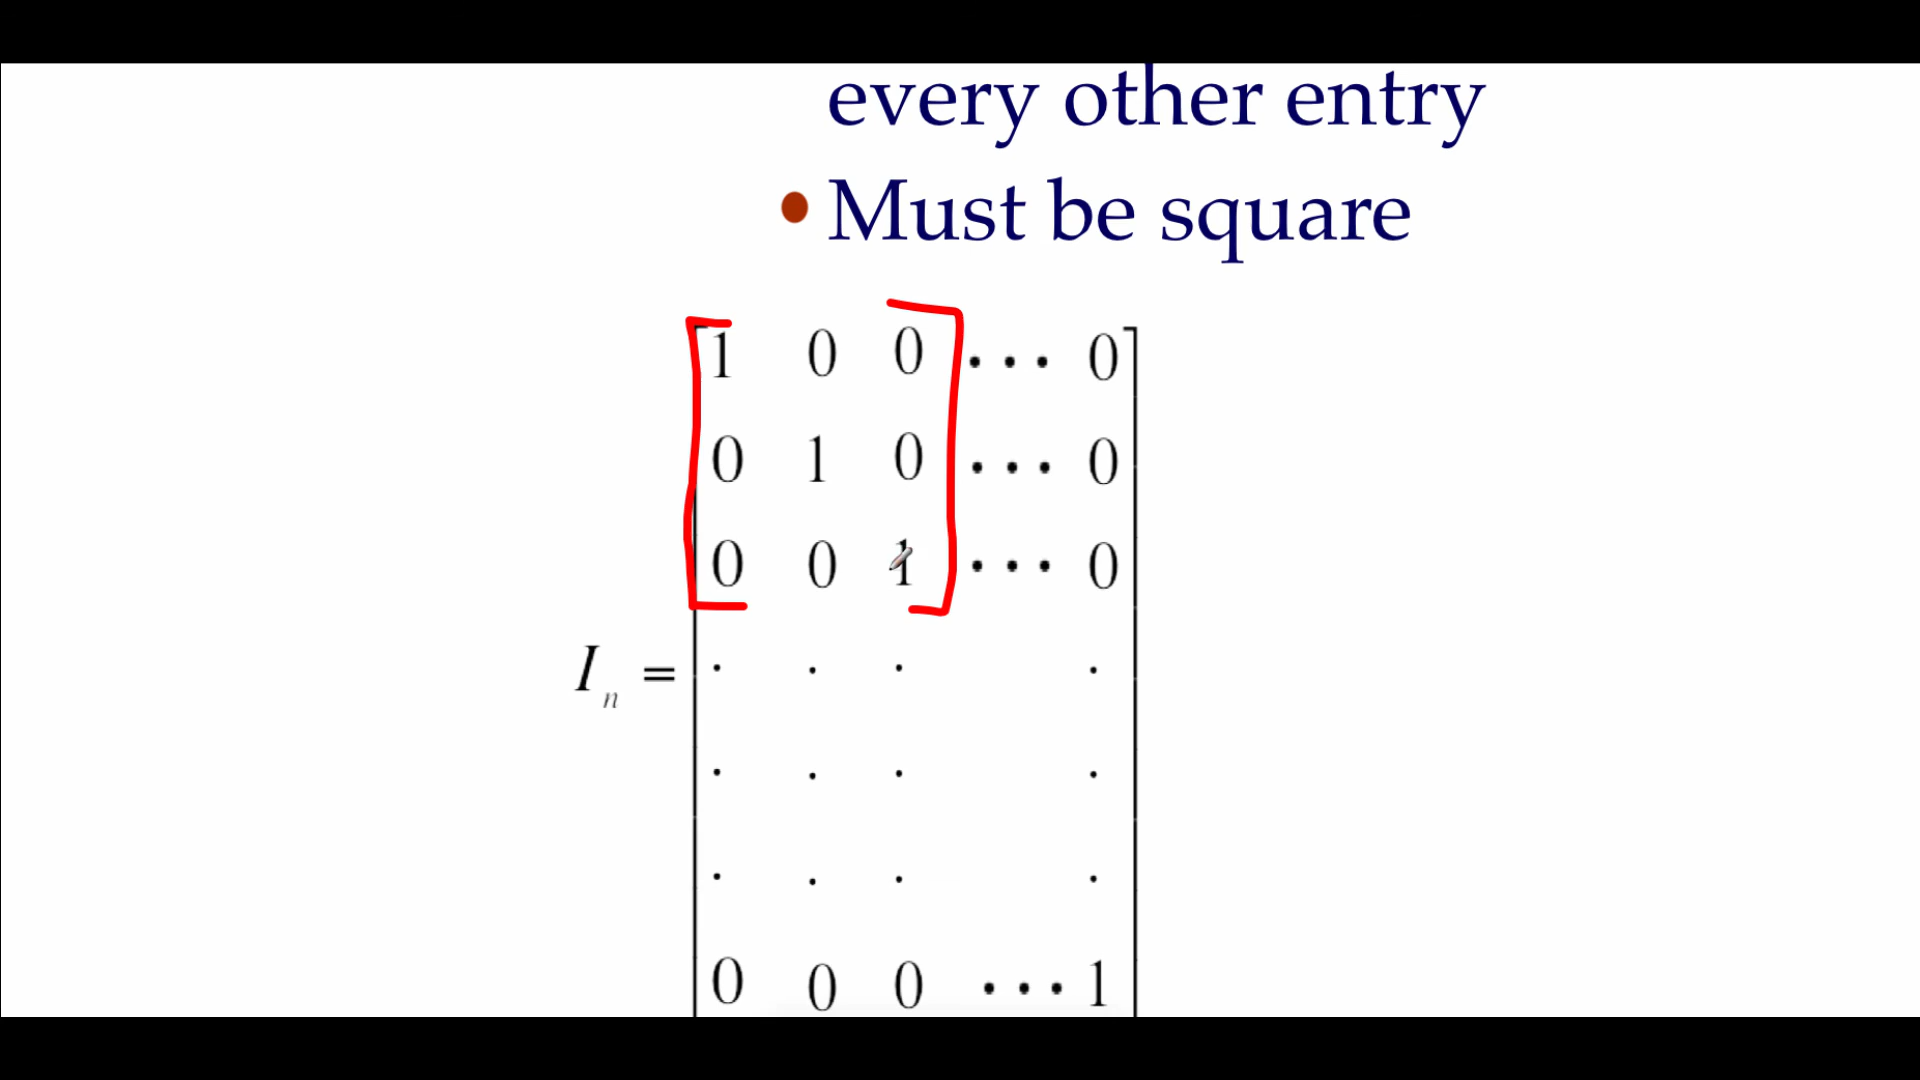 every other entry
• Must be square
1 0 0 ••• 0
0 1 0 ••• 0
0 0 1 ••• 0
I n = . . . .
. . . .
. . . .
0 0 0 ••• 1